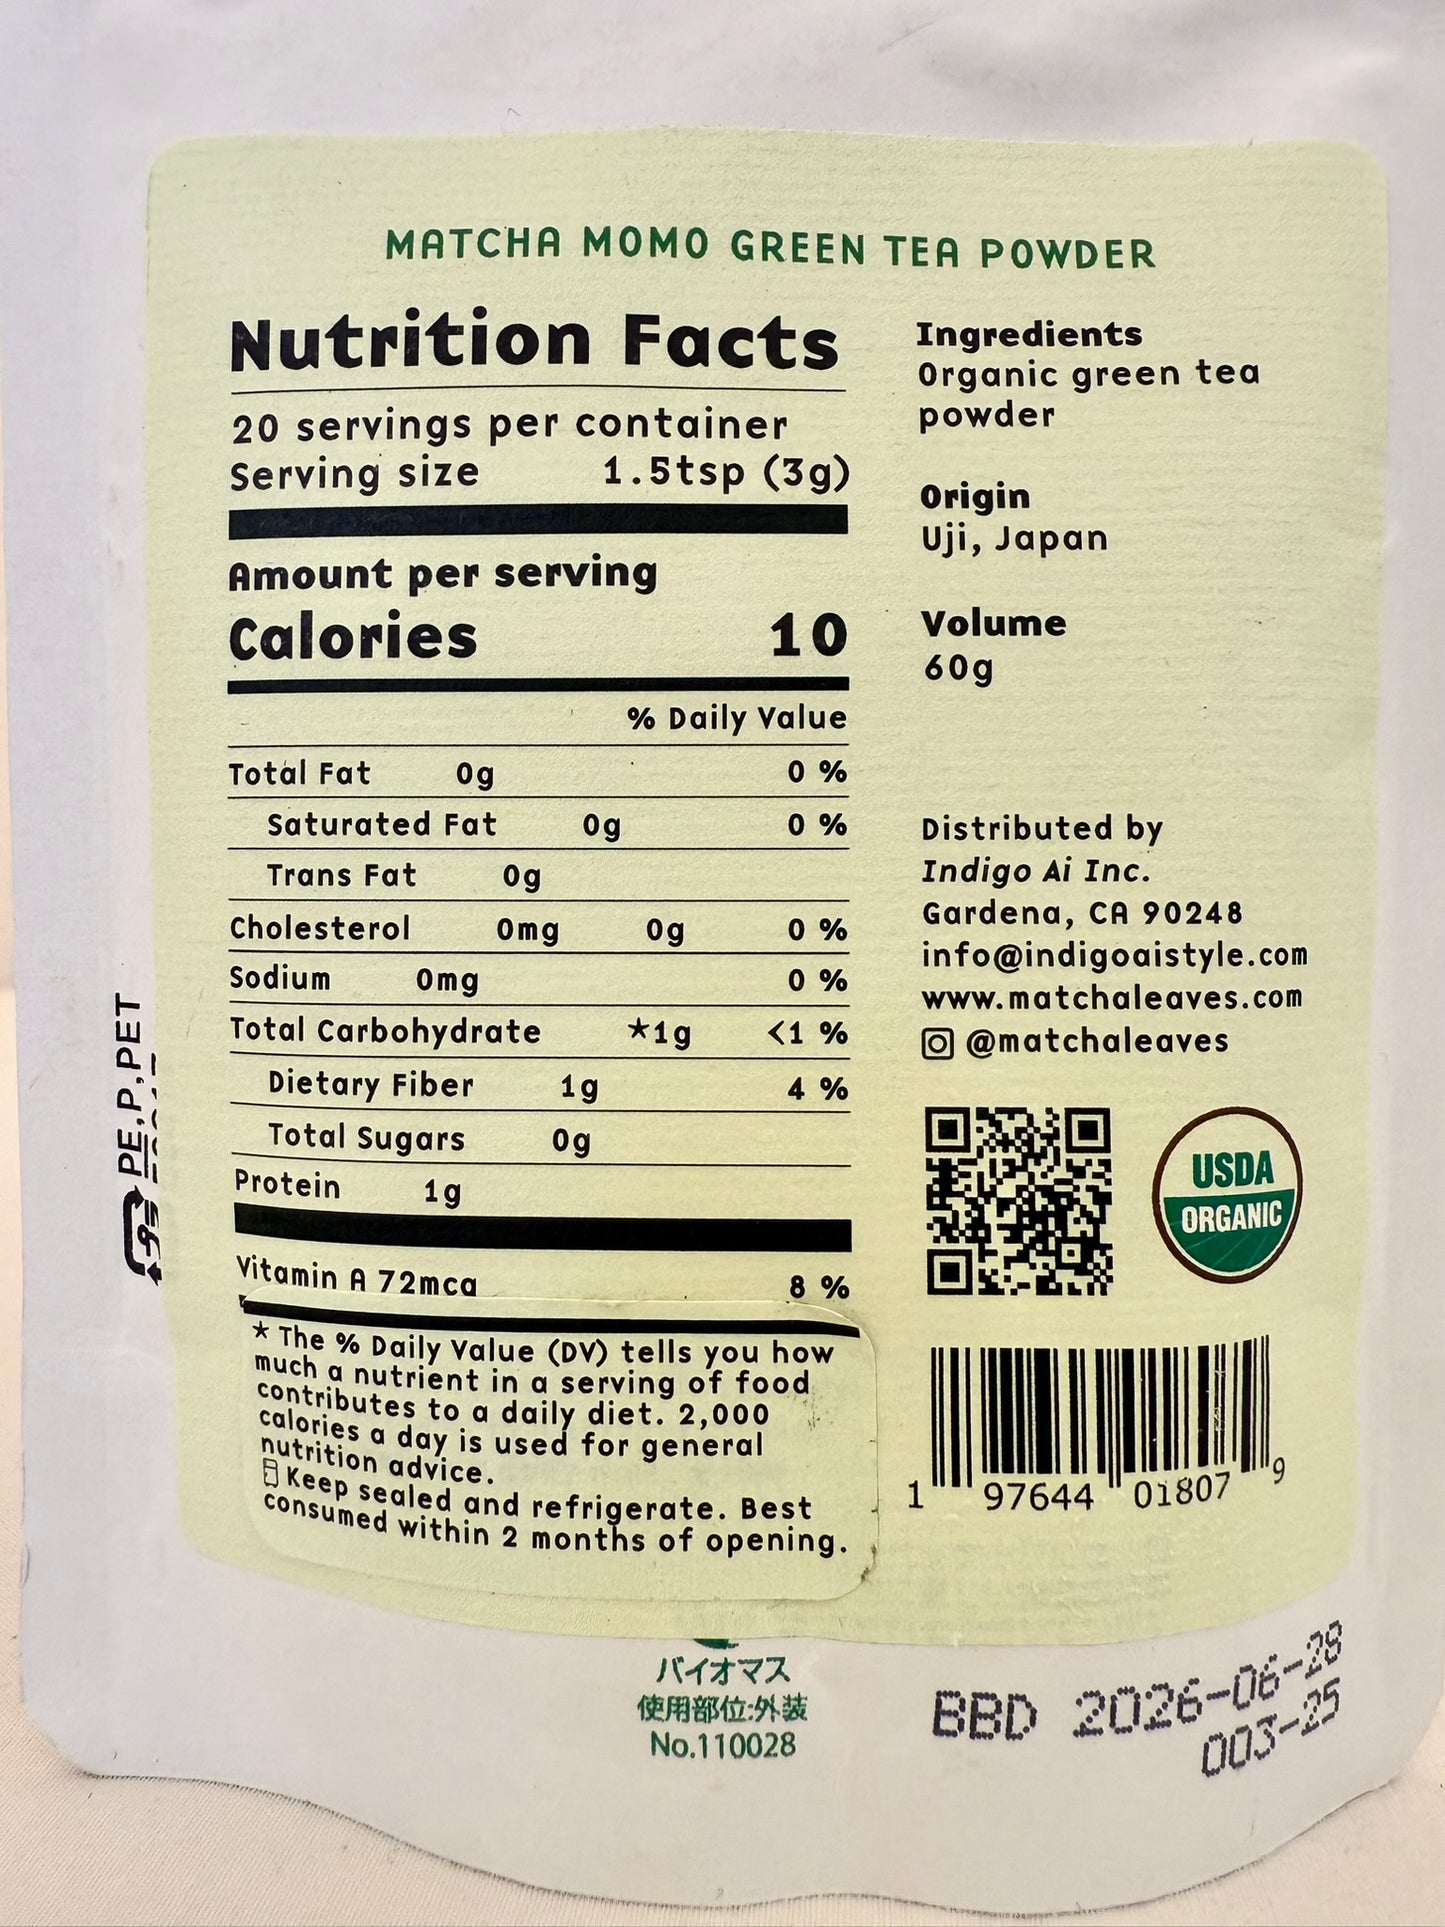 MATCHA MOMO GREEN TEA POWDER
Nutrition Facts
20 servings per container
Serving size 1.5tsp (3g)
Amount per serving
Calories 10
% Daily Value
Total Fat 0g 0 %
Saturated Fat 0g 0 %
Trans Fat 0g
Cholesterol 0mg 0g 0 %
Sodium 0mg 0 %
Total Carbohydrate *1g <1 %
Dietary Fiber 1g 4 %
Total Sugars 0g
Protein 1g
Vitamin A 72mcg 8 %
* The % Daily Value (DV) tells you how
much a nutrient in a serving of food
contributes to a daily diet. 2,000
calories a day is used for general
nutrition advice.
Keep sealed and refrigerate. Best
consumed within 2 months of opening.
Ingredients
Organic green tea
powder
Origin
Uji, Japan
Volume
60g
Distributed by
Indigo Ai Inc.
Gardena, CA 90248
info@indigoaistyle.com
www.matchaleaves.com
@matchaleaves
USDA
ORGANIC
1 97644 01807 9
PE,P,PET
バイオマス
使用部位:外装
No.110028
BBD 2026-06-28
003-25